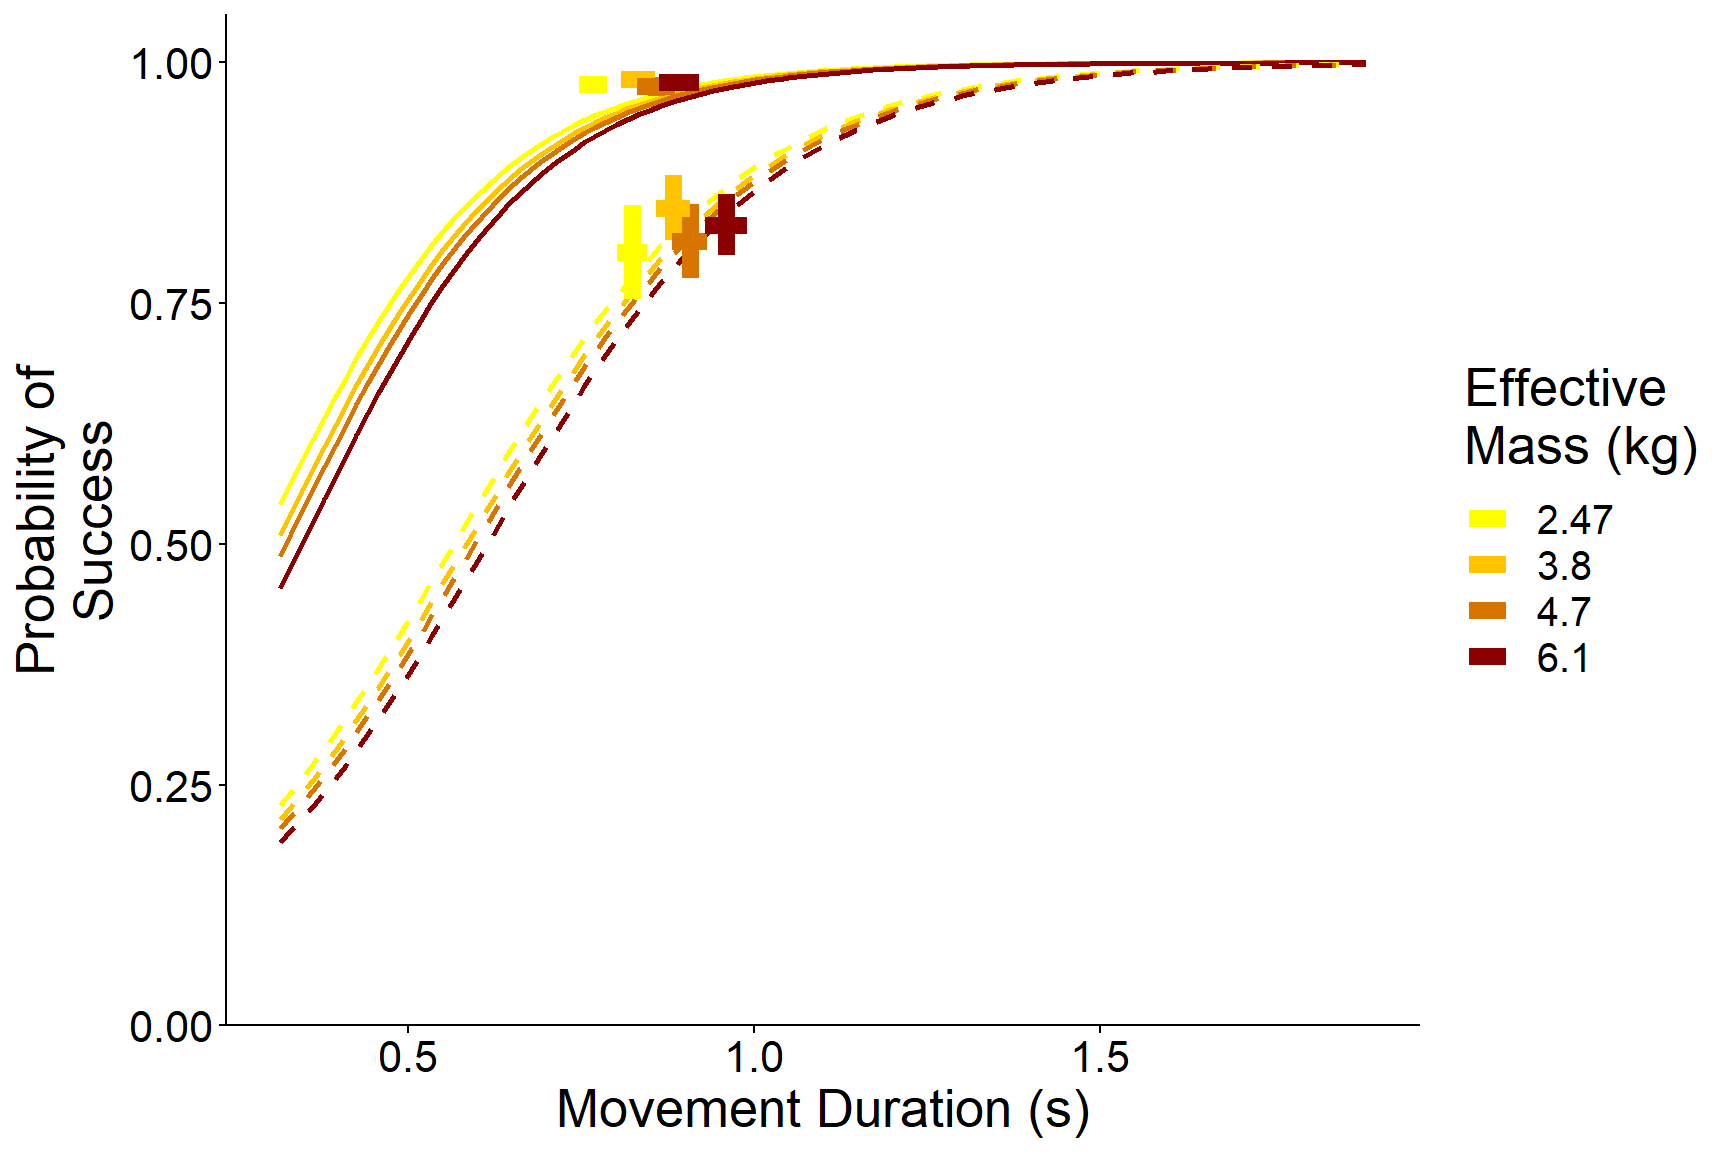 Probability of
Success
1.00
0.75
0.50
0.25
0.00
0.5
1.0
1.5
Movement Duration (s)
Effective
Mass (kg)
2.47
3.8
4.7
6.1